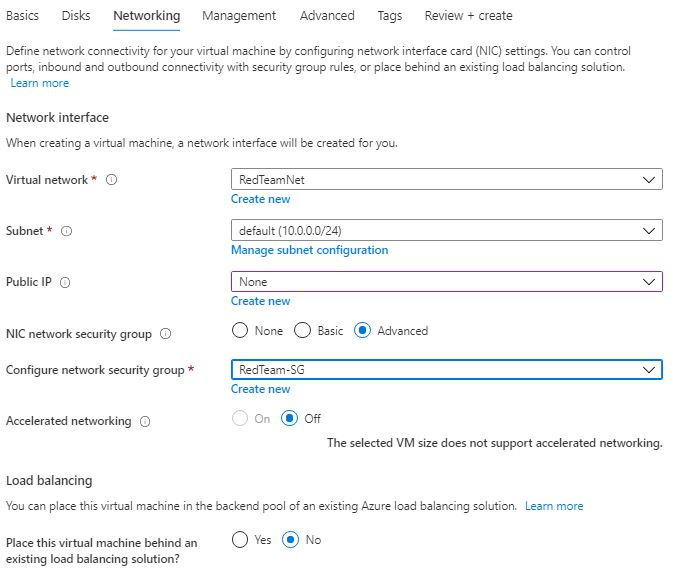 Basics Disks Networking Management Advanced Tags Review + create
Define network connectivity for your virtual machine by configuring network interface card (NIC) settings. You can control
ports, inbound and outbound connectivity with security group rules, or place behind an existing load balancing solution.
Learn more
Network interface
When creating a virtual machine, a network interface will be created for you.
Virtual network * RedTeamNet
Create new
Subnet * default (10.0.0.0/24)
Manage subnet configuration
Public IP None
Create new
NIC network security group None Basic Advanced
Configure network security group * RedTeam-SG
Create new
Accelerated networking On Off
The selected VM size does not support accelerated networking.
Load balancing
You can place this virtual machine in the backend pool of an existing Azure load balancing solution. Learn more
Place this virtual machine behind an Yes No
existing load balancing solution?